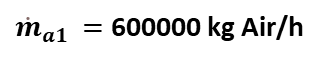 ṁₐ₁ = 600000 kg Air/h